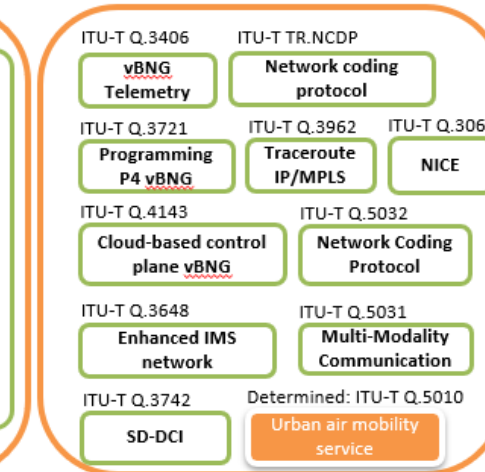 ITU-T Q.3406 ITU-T TR.NCDP
vBNG Network coding
Telemetry protocol
ITU-T Q.3721 ITU-T Q.3962 ITU-T Q.306
Programming Traceroute NICE
P4 vBNG IP/MPLS
ITU-T Q.4143 ITU-T Q.5032
Cloud-based control Network Coding
plane vBNG Protocol
ITU-T Q.3648 ITU-T Q.5031
Enhanced IMS Multi-Modality
network Communication
ITU-T Q.3742 Determined: ITU-T Q.5010
SD-DCI Urban air mobility
service